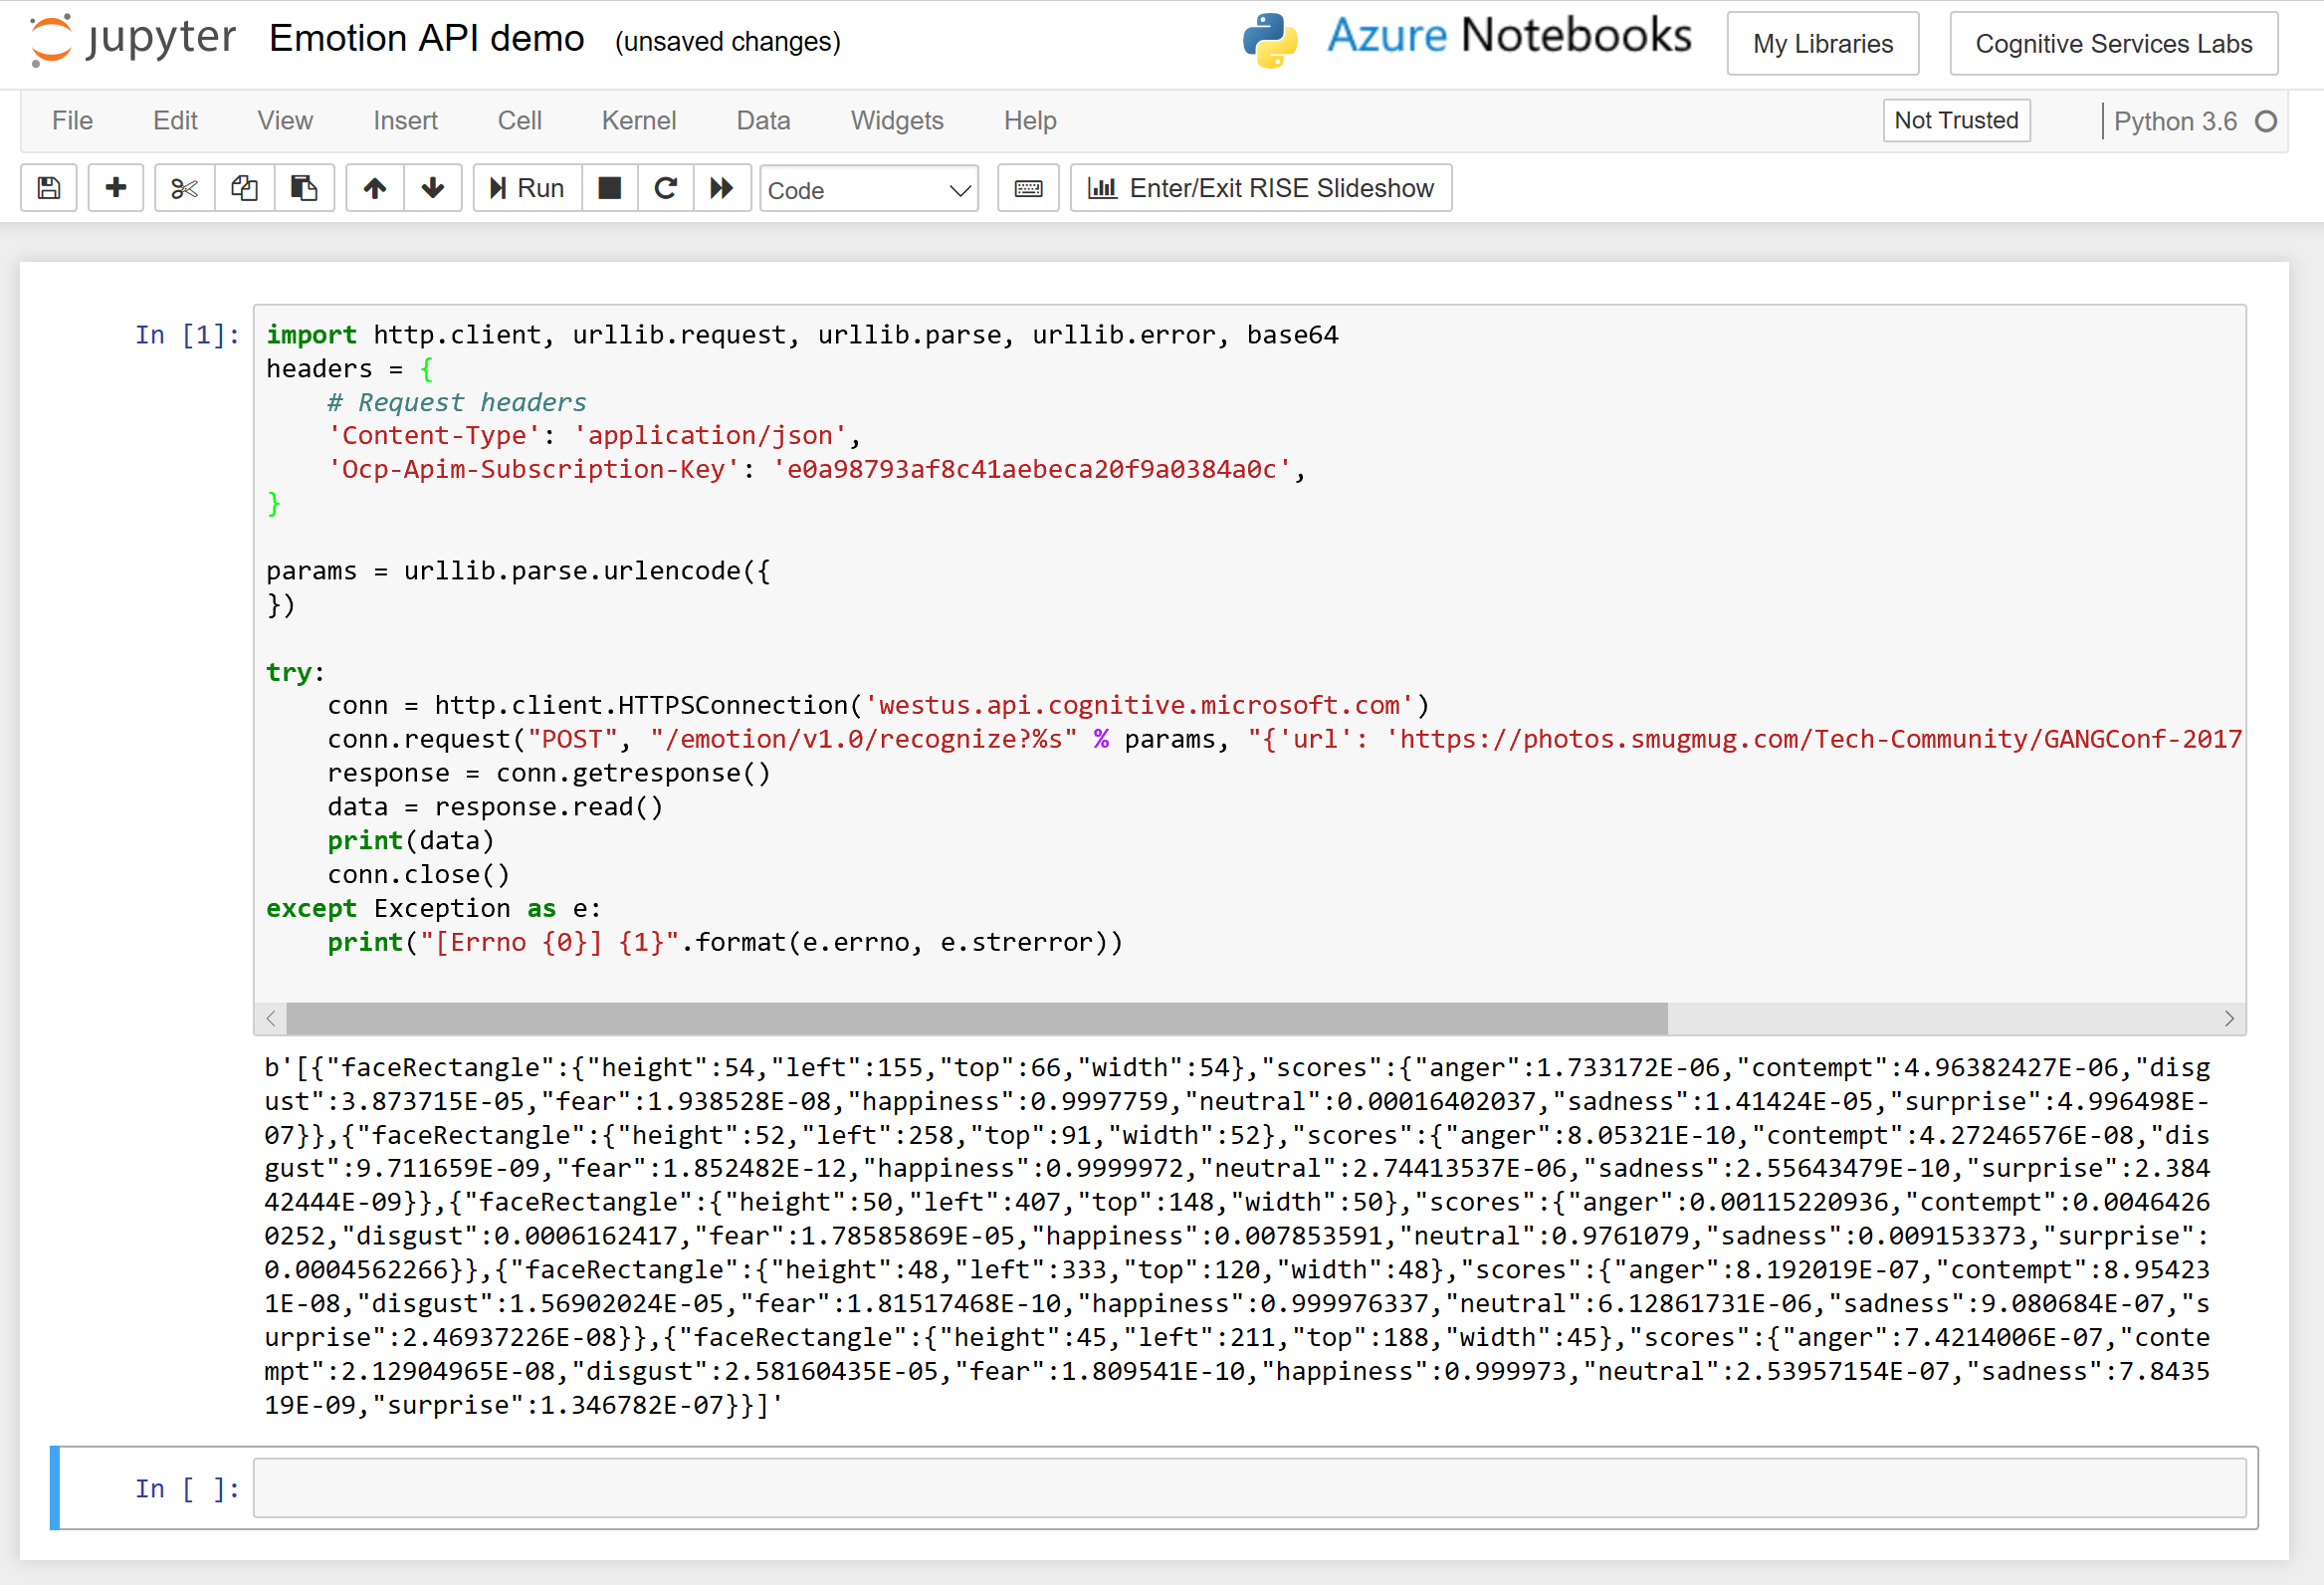 jupyter Emotion API demo (unsaved changes) Azure Notebooks My Libraries Cognitive Services Labs
File Edit View Insert Cell Kernel Data Widgets Help Not Trusted Python 3.6
Run Code Enter/Exit RISE Slideshow
In [1]: import http.client, urllib.request, urllib.parse, urllib.error, base64
headers = {
    # Request headers
    'Content-Type': 'application/json',
    'Ocp-Apim-Subscription-Key': 'e0a98793af8c41aebeca20f9a0384a0c',
}
params = urllib.parse.urlencode({
})
try:
    conn = http.client.HTTPSConnection('westus.api.cognitive.microsoft.com')
    conn.request("POST", "/emotion/v1.0/recognize?%s" % params, "{'url': 'https://photos.smugmug.com/Tech-Community/GANGConf-2017
    response = conn.getresponse()
    data = response.read()
    print(data)
    conn.close()
except Exception as e:
    print("[Errno {0}] {1}".format(e.errno, e.strerror))
b'[{"faceRectangle":{"height":54,"left":155,"top":66,"width":54},"scores":{"anger":1.733172E-06,"contempt":4.96382427E-06,"disg
ust":3.873715E-05,"fear":1.938528E-08,"happiness":0.9997759,"neutral":0.00016402037,"sadness":1.41424E-05,"surprise":4.996498E-
07}},{"faceRectangle":{"height":52,"left":258,"top":91,"width":52},"scores":{"anger":8.05321E-10,"contempt":4.27246576E-08,"dis
gust":9.711659E-09,"fear":1.852482E-12,"happiness":0.9999972,"neutral":2.74413537E-06,"sadness":2.55643479E-10,"surprise":2.384
42444E-09}},{"faceRectangle":{"height":50,"left":407,"top":148,"width":50},"scores":{"anger":0.00115220936,"contempt":0.0046426
0252,"disgust":0.0006162417,"fear":1.78585869E-05,"happiness":0.007853591,"neutral":0.9761079,"sadness":0.009153373,"surprise":
0.0004562266}},{"faceRectangle":{"height":48,"left":333,"top":120,"width":48},"scores":{"anger":8.192019E-07,"contempt":8.95423
1E-08,"disgust":1.56902024E-05,"fear":1.81517468E-10,"happiness":0.999976337,"neutral":6.12861731E-06,"sadness":9.080684E-07,"s
urprise":2.46937226E-08}},{"faceRectangle":{"height":45,"left":211,"top":188,"width":45},"scores":{"anger":7.4214006E-07,"conte
mpt":2.12904965E-08,"disgust":2.58160435E-05,"fear":1.809541E-10,"happiness":0.999973,"neutral":2.53957154E-07,"sadness":7.8435
19E-09,"surprise":1.346782E-07}}]'
In [ ]: